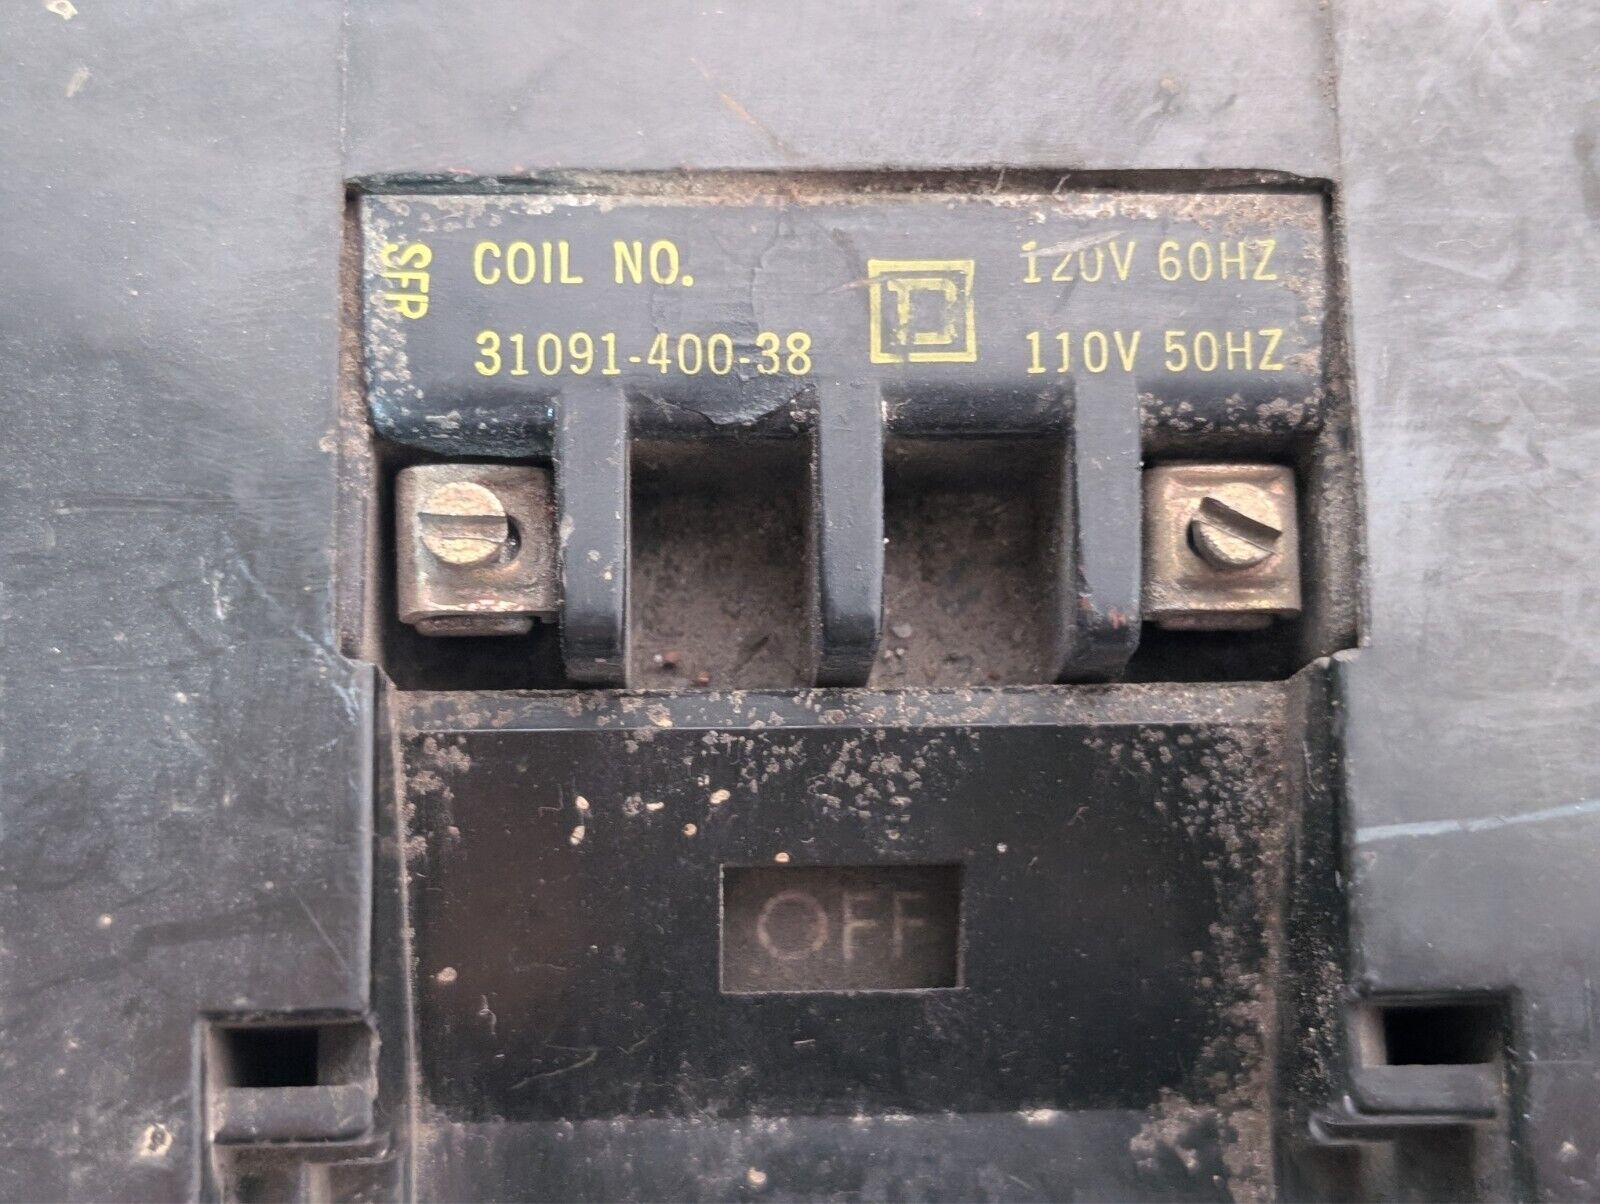 SFP
COIL NO.
31091-400-38
D
120V 60HZ
110V 50HZ
OFF